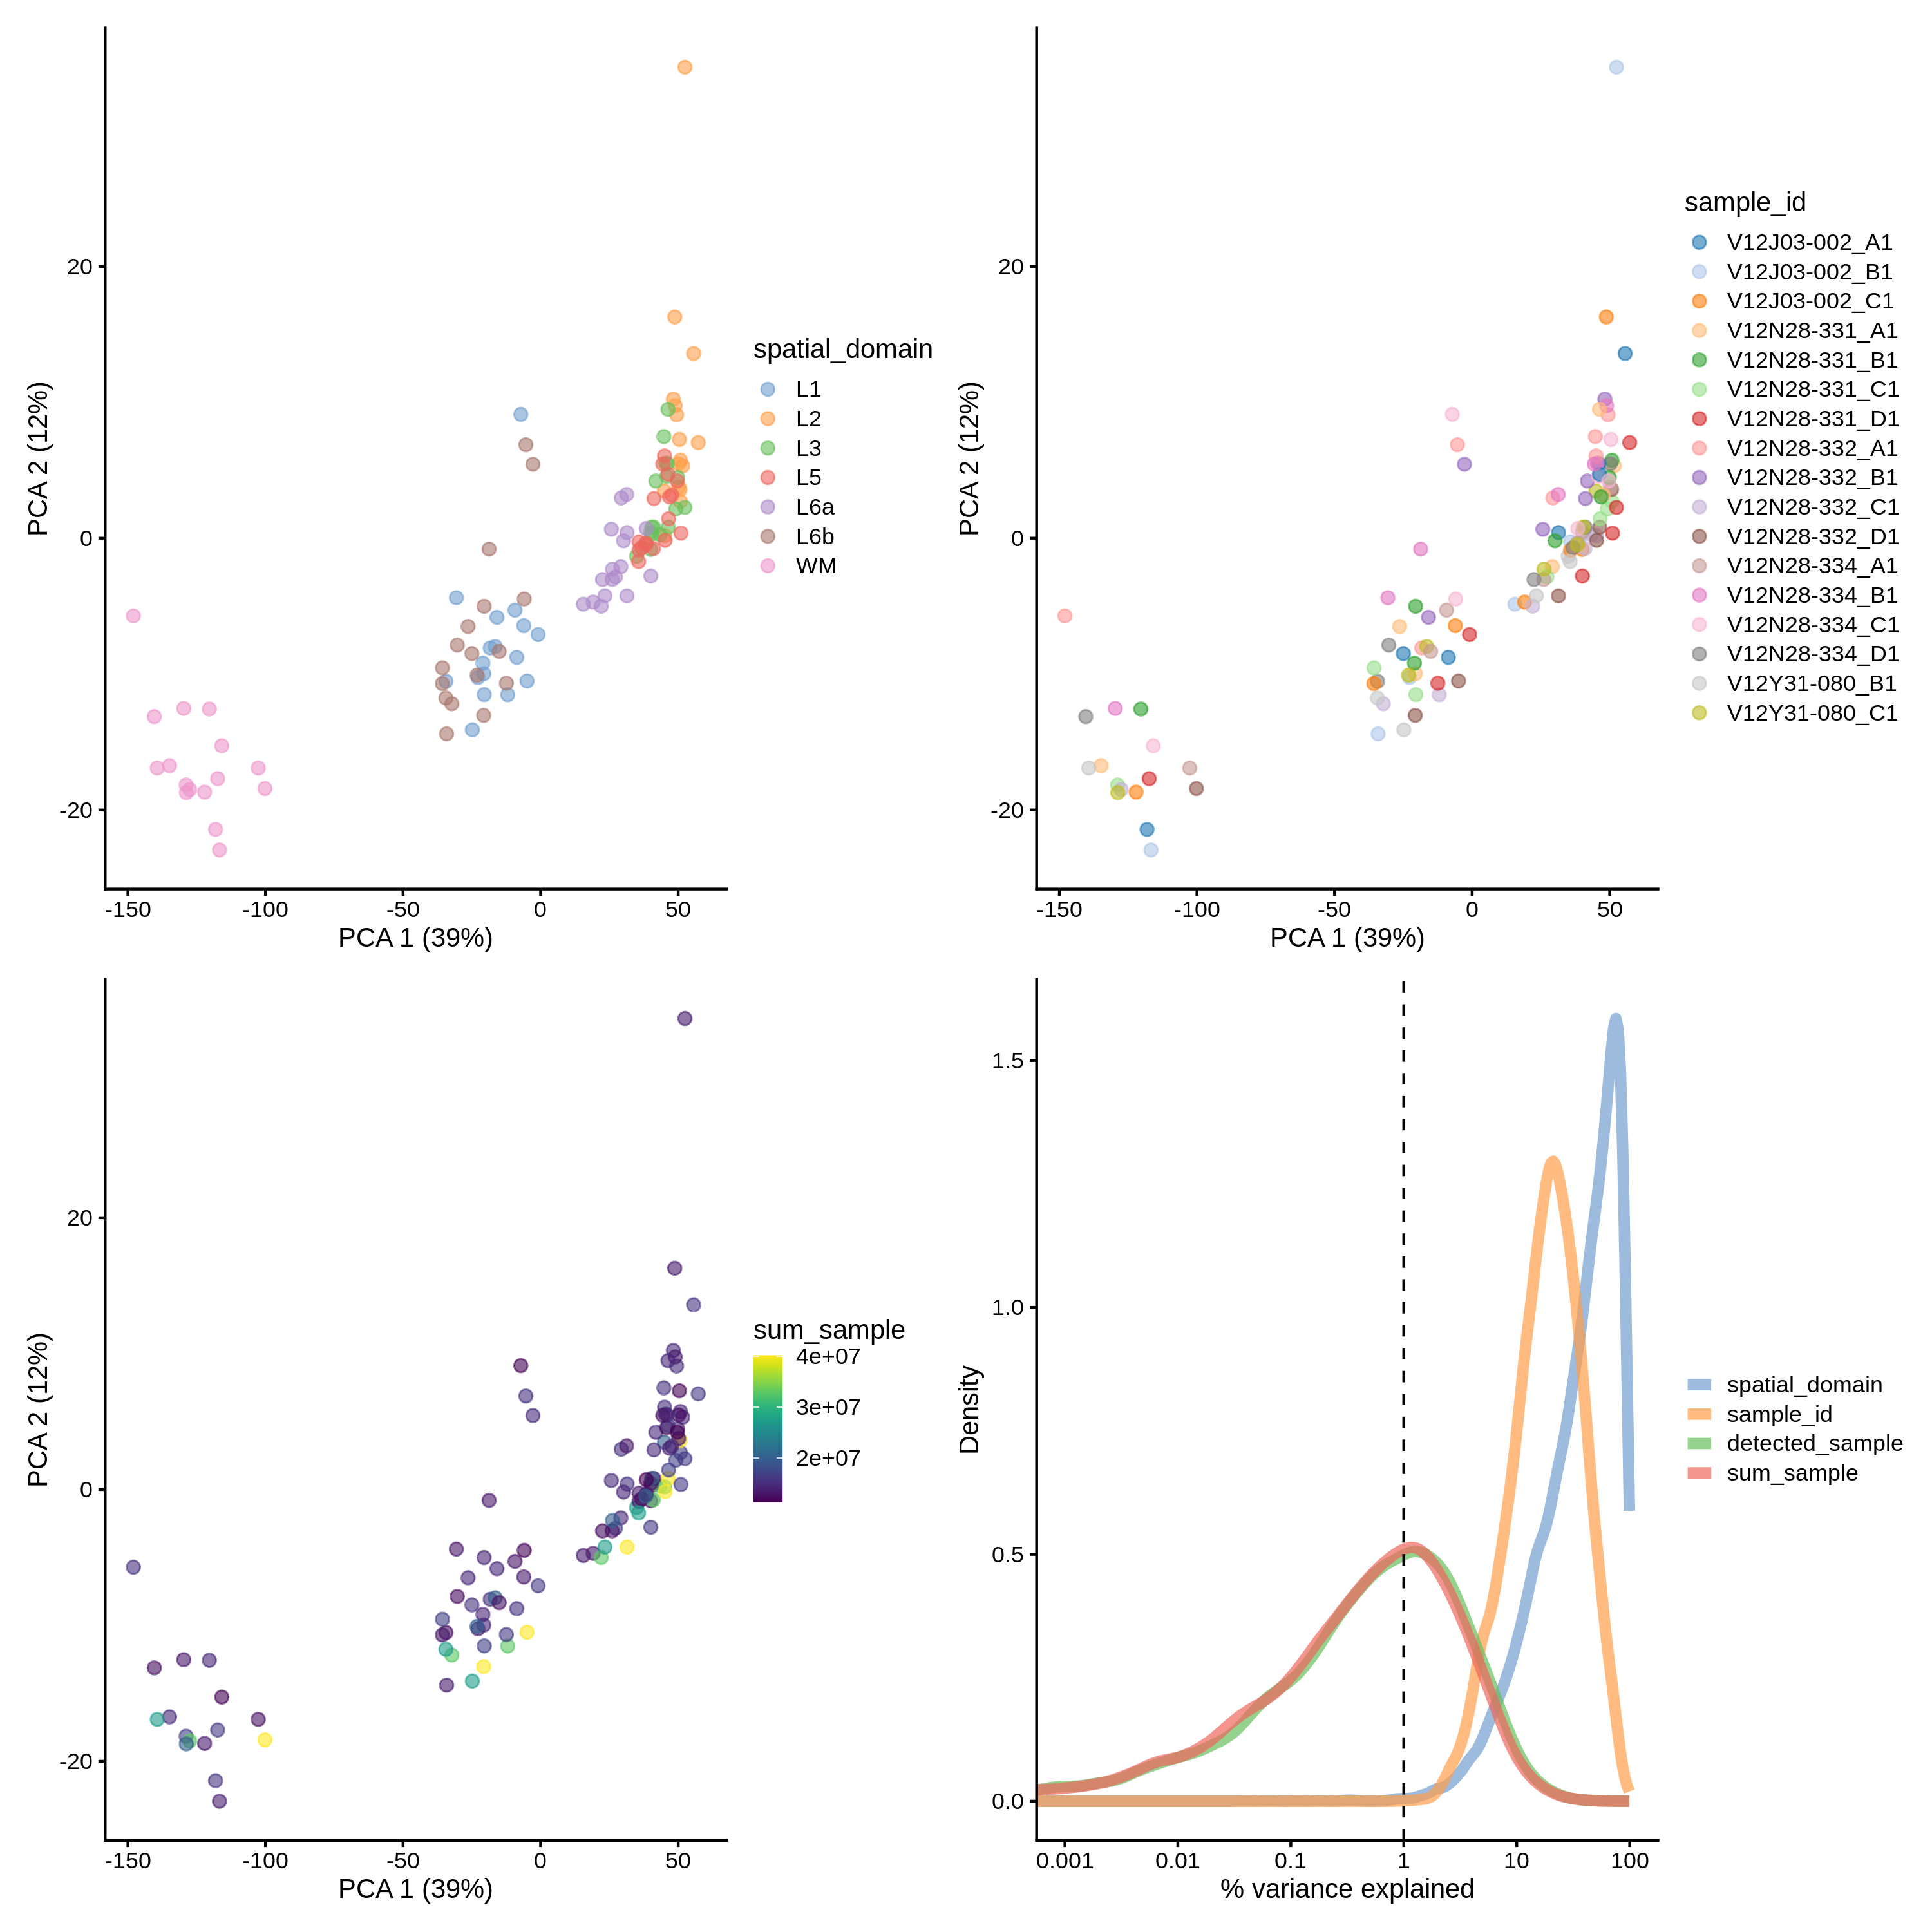 PCA 2 (12%)
20
0
-20
-150
-100
-50
0
50
PCA 1 (39%)
spatial_domain
L1
L2
L3
L5
L6a
L6b
WM
PCA 2 (12%)
20
0
-20
-150
-100
-50
0
50
PCA 1 (39%)
sample_id
V12J03-002_A1
V12J03-002_B1
V12J03-002_C1
V12N28-331_A1
V12N28-331_B1
V12N28-331_C1
V12N28-331_D1
V12N28-332_A1
V12N28-332_B1
V12N28-332_C1
V12N28-332_D1
V12N28-334_A1
V12N28-334_B1
V12N28-334_C1
V12N28-334_D1
V12Y31-080_B1
V12Y31-080_C1
PCA 2 (12%)
20
0
-20
-150
-100
-50
0
50
PCA 1 (39%)
sum_sample
4e+07
3e+07
2e+07
Density
1.5
1.0
0.5
0.0
0.001
0.01
0.1
1
10
100
% variance explained
spatial_domain
sample_id
detected_sample
sum_sample